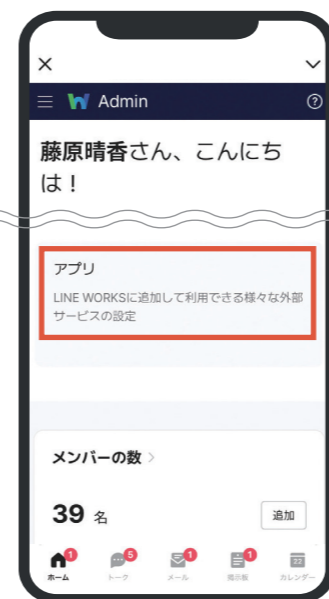 Admin
藤原晴香さん、こんにち
は！
アプリ
LINE WORKSに追加して利用できる様々な外部
サービスの設定
メンバーの数
39 名
追加
1
5
1
1
22
ホーム
トーク
メール
掲示板
カレンダー